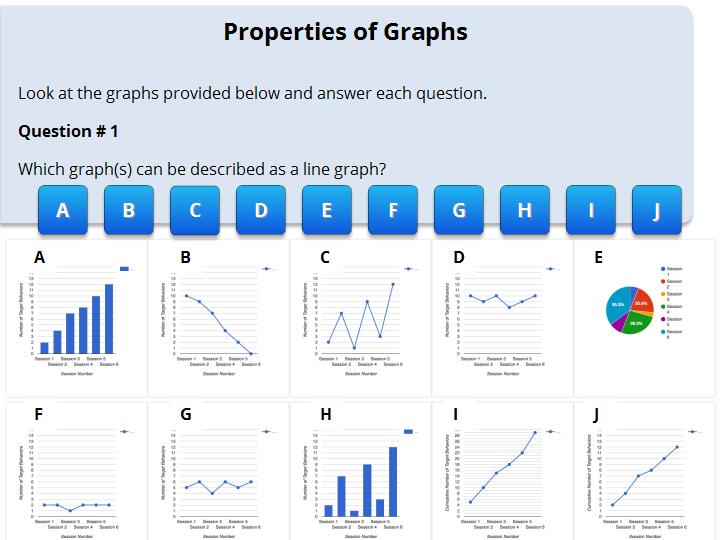 Properties of Graphs
Look at the graphs provided below and answer each question.
Question # 1
Which graph(s) can be described as a line graph?
A B C D E F G H I J
A B C D E
Number of Target Behaviors
Session 1 Session 3 Session 5
Session 2 Session 4 Session 6
Session Number
Number of Target Behaviors
Session 1 Session 3 Session 5
Session 2 Session 4 Session 6
Session Number
Number of Target Behaviors
Session 1 Session 3 Session 5
Session 2 Session 4 Session 6
Session Number
Number of Target Behaviors
Session 1 Session 3 Session 5
Session 2 Session 4 Session 6
Session Number
Session
1
Session
2
Session
3
Session
4
Session
5
Session
6
F G H I J
Number of Target Behaviors
Session 1 Session 3 Session 5
Session 2 Session 4 Session 6
Session Number
Number of Target Behaviors
Session 1 Session 3 Session 5
Session 2 Session 4 Session 6
Session Number
Number of Target Behaviors
Session 1 Session 3 Session 5
Session 2 Session 4 Session 6
Session Number
Cumulative Number of Target Behaviors
Session 1 Session 3 Session 5
Session 2 Session 4 Session 6
Session Number
Cumulative Number of Target Behaviors
Session 1 Session 3 Session 5
Session 2 Session 4 Session 6
Session Number